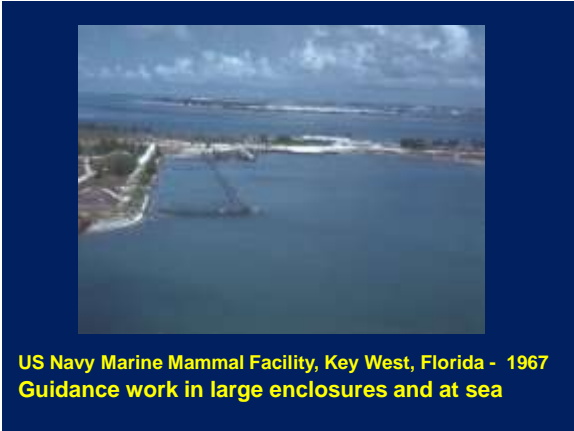 US Navy Marine Mammal Facility, Key West, Florida - 1967
Guidance work in large enclosures and at sea